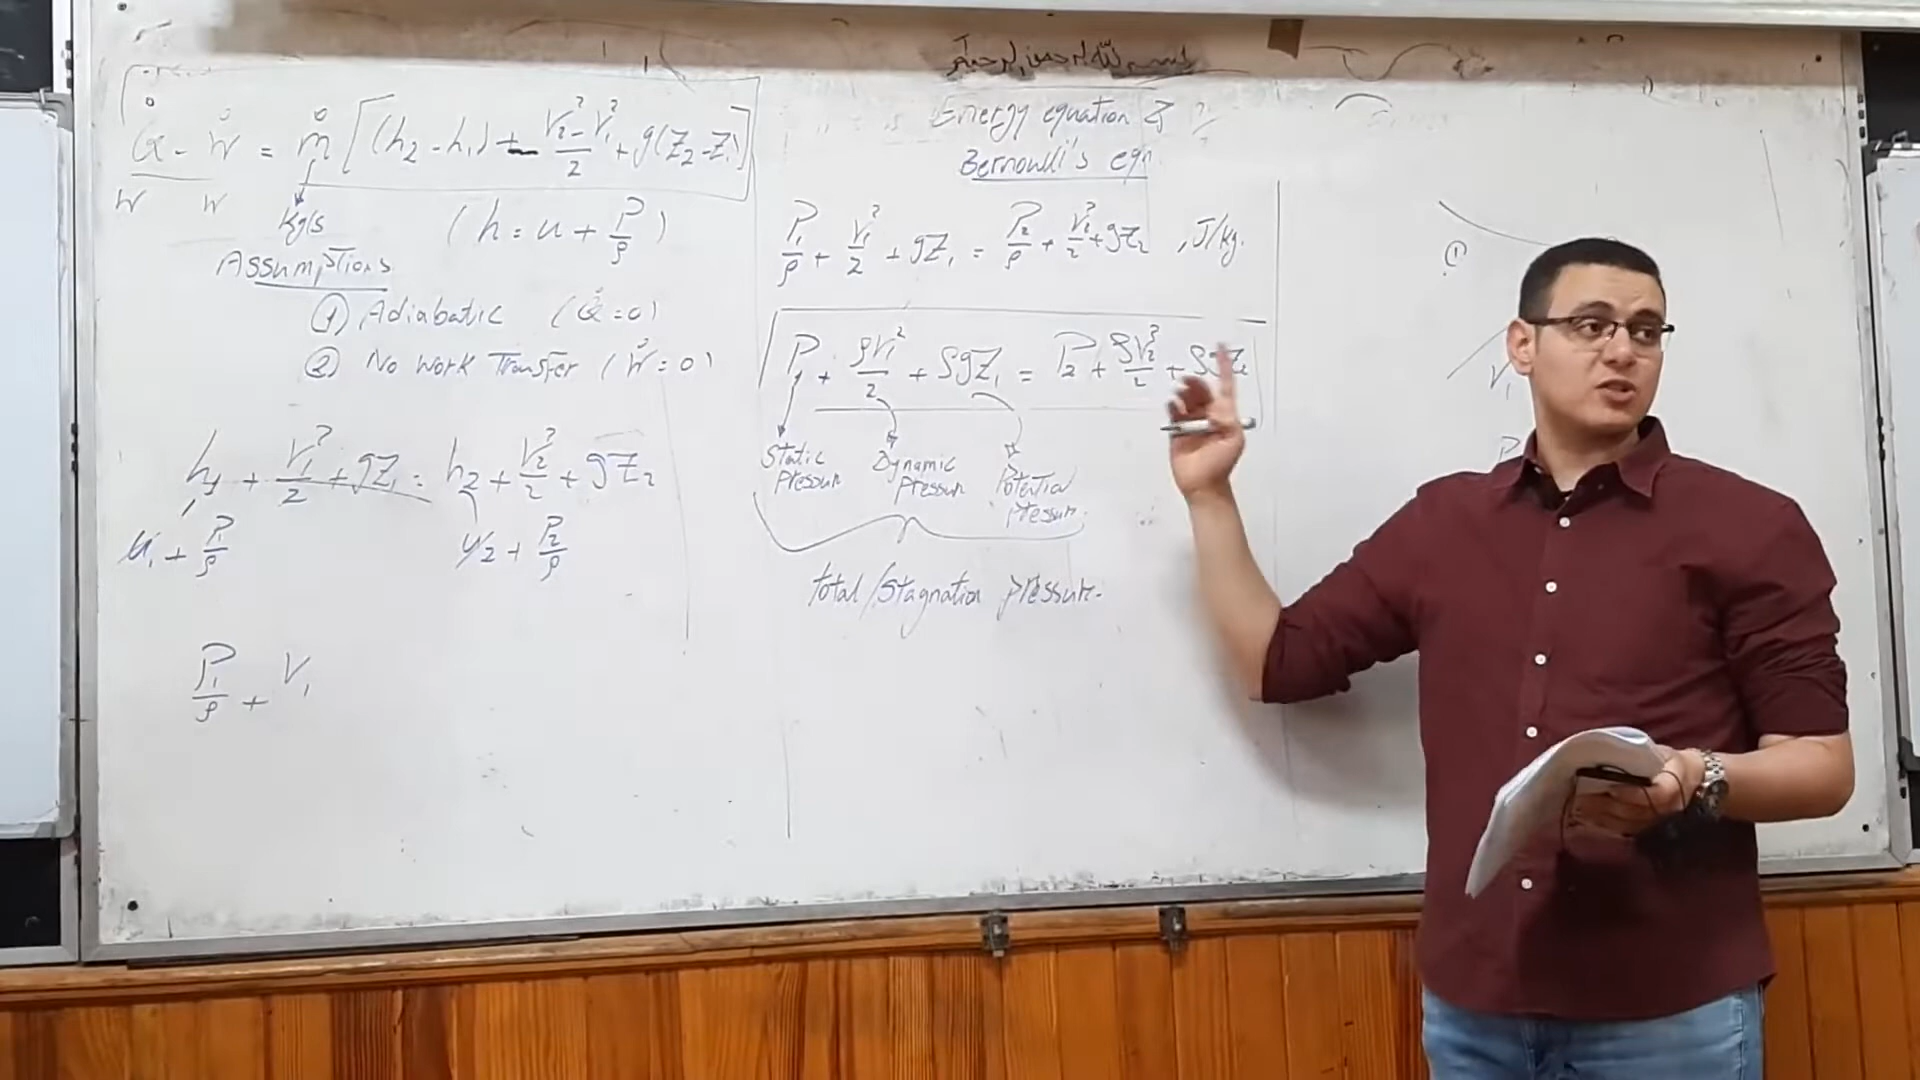 بسم الله الرحمن الرحيم
Energy equation &
Bernoulli's eqn.
Q̇ - Ẇ = ṁ [(h₂ - h₁) + V₂² - V₁² / 2 + g(Z₂ - Z₁)]
W W
Kg/s
(h = u + P/ρ)
Assumptions
① Adiabatic (Q̇ = 0)
② No Work Transfer (Ẇ = 0)
h₁ + V₁²/2 + gZ₁ = h₂ + V₂²/2 + gZ₂
u₁ + P₁/ρ u₂ + P₂/ρ
P₁/ρ + V₁
P₁/ρ + V₁²/2 + gZ₁ = P₂/ρ + V₂²/2 + gZ₂ , J/kg.
P₁ + ρV₁²/2 + ρgZ₁ = P₂ + ρV₂²/2 + ρgZ₂
Static Pressure
Dynamic Pressure
Potential Pressure
total/stagnation pressure.
①
V₁
P